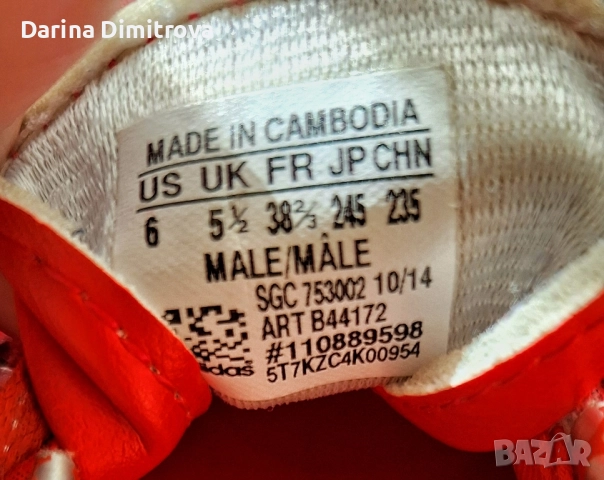 Darina Dimitrova
MADE IN CAMBODIA
US UK FR JP CHN
6 5½ 38⅔ 245 235
MALE/MÂLE
SGC 753002 10/14
ART B44172
#110889598
adidas 5T7KZC4K00954
BAZAR